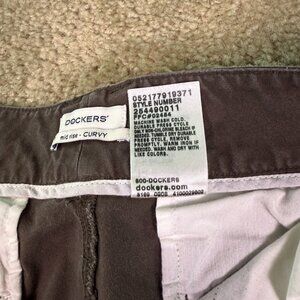 DOCKERS®
mid rise - CURVY
052177919371
STYLE NUMBER
254490011
PFC#02484
MACHINE WASH COLD.
DURABLE PRESS CYCLE
ONLY NON-CHLORINE BLEACH IF
NEEDED. TUMBLE DRY DURABLE
PRESS CYCLE. REMOVE
PROMPTLY. WARM IRON IF
NEEDED. WASH AND DRY WITH
LIKE COLORS.
800-DOCKERS
dockers.com